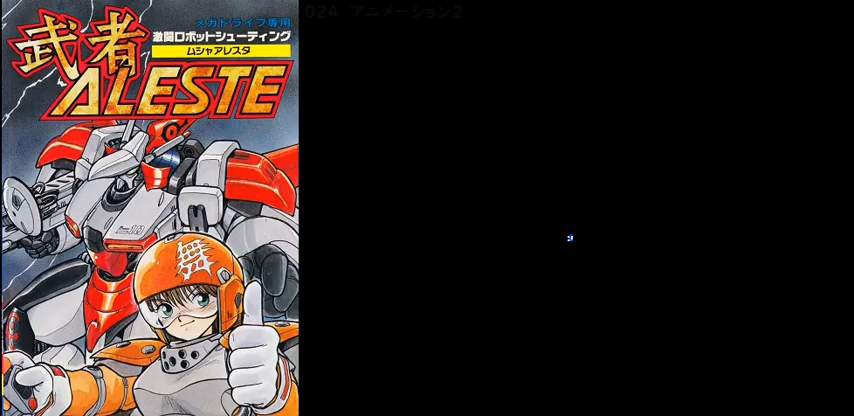 メガドライブ専用
激闘ロボットシューティング
武者
ムシャアレスタ
ALESTE
024 アニメーション2
無